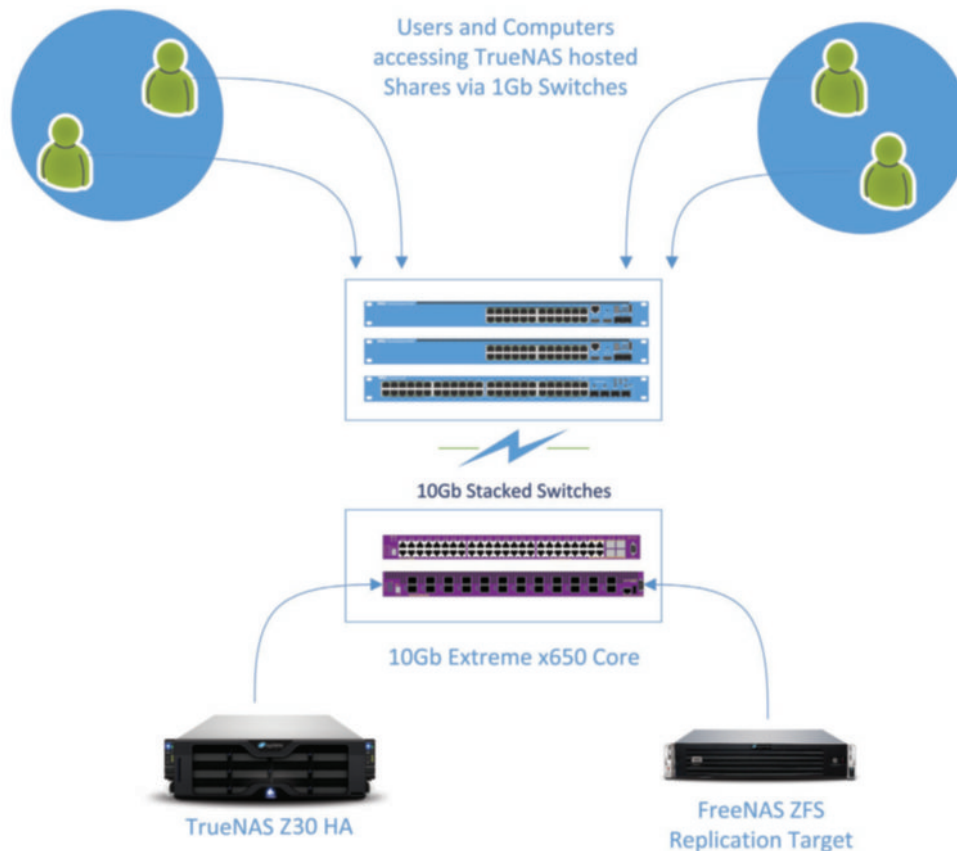 Users and Computers
accessing TrueNAS hosted
Shares via 1Gb Switches
10Gb Stacked Switches
10Gb Extreme x650 Core
TrueNAS Z30 HA
FreeNAS ZFS
Replication Target